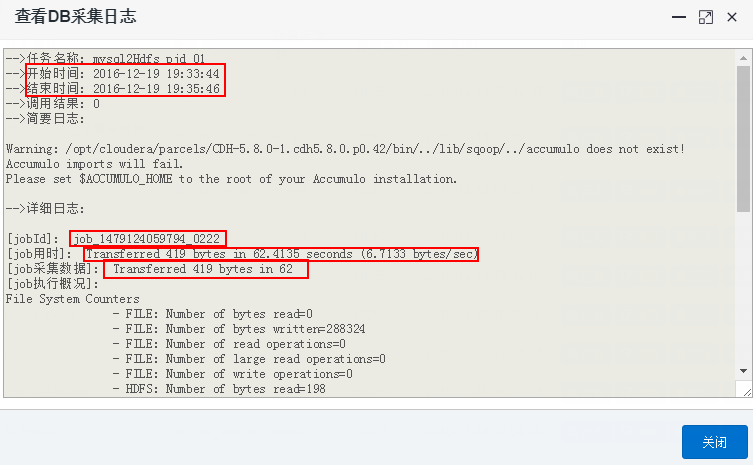 查看DB采集日志
-->任务名称: mysql2Hdfs_pjd_01
-->开始时间: 2016-12-19 19:33:44
-->结束时间: 2016-12-19 19:35:46
-->调用结果: 0
-->简要日志:
Warning: /opt/cloudera/parcels/CDH-5.8.0-1.cdh5.8.0.p0.42/bin/../lib/sqoop/../accumulo does not exist!
Accumulo imports will fail.
Please set $ACCUMULO_HOME to the root of your Accumulo installation.
-->详细日志:
[jobId]: job_1479124059794_0222
[job用时]: Transferred 419 bytes in 62.4135 seconds (6.7133 bytes/sec)
[job采集数据]: Transferred 419 bytes in 62
[job执行概况]:
File System Counters
- FILE: Number of bytes read=0
- FILE: Number of bytes written=288324
- FILE: Number of read operations=0
- FILE: Number of large read operations=0
- FILE: Number of write operations=0
- HDFS: Number of bytes read=198
关闭